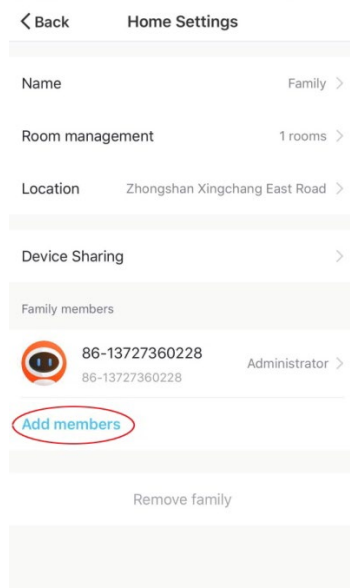 Back Home Settings
Name Family
Room management 1 rooms
Location Zhongshan Xingchang East Road
Device Sharing
Family members
86-13727360228
Administrator
86-13727360228
Add members
Remove family